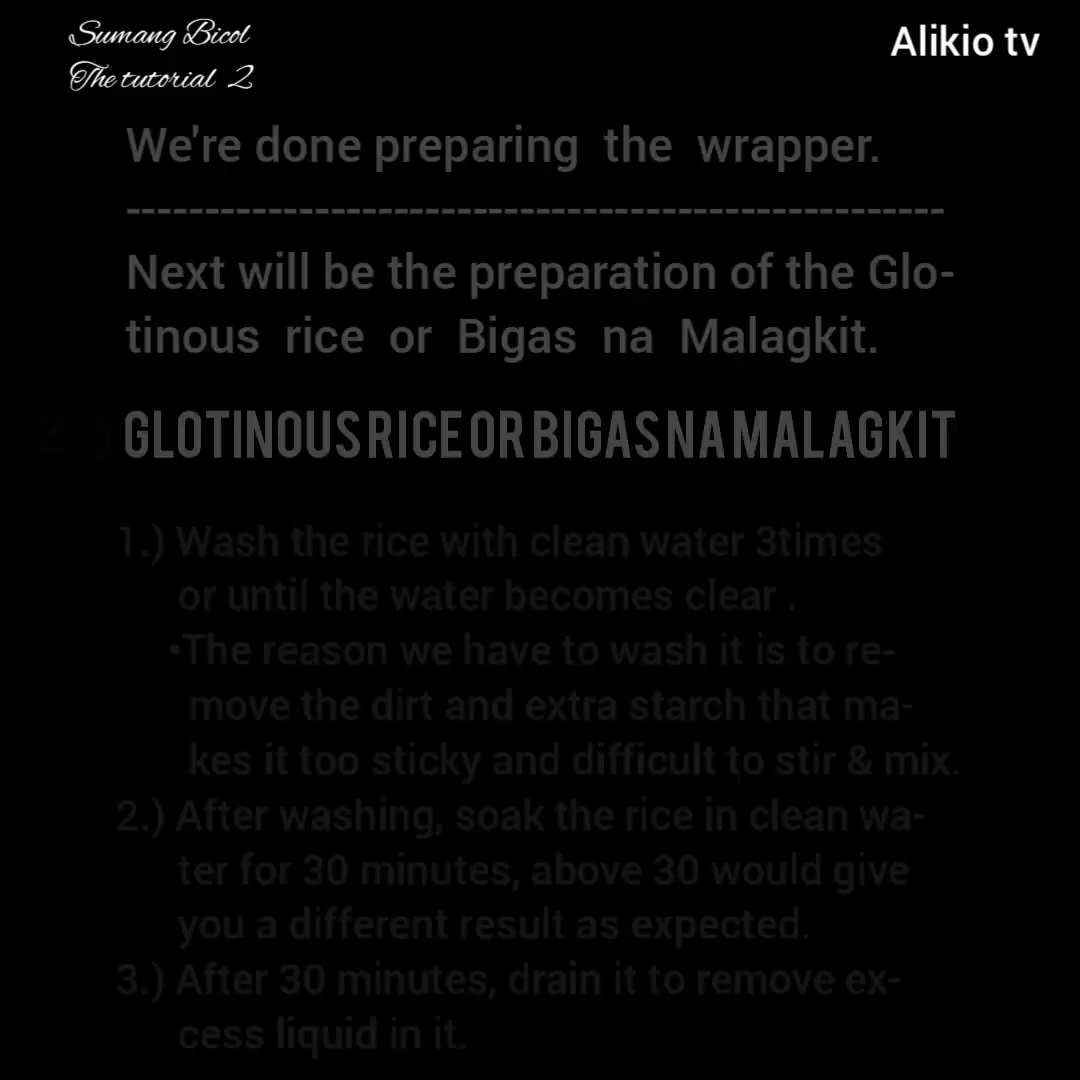 Sumang Bicol
The tutorial 2
Alikio tv
We're done preparing the wrapper.
----------------------------------------------------
Next will be the preparation of the Glo-
tinous rice or Bigas na Malagkit.
2. ) GLOTINOUS RICE OR BIGAS NA MALAGKIT
1.) Wash the rice with clean water 3times
or until the water becomes clear .
•The reason we have to wash it is to re-
move the dirt and extra starch that ma-
kes it too sticky and difficult to stir & mix.
2.) After washing, soak the rice in clean wa-
ter for 30 minutes, above 30 would give
you a different result as expected.
3.) After 30 minutes, drain it to remove ex-
cess liquid in it.